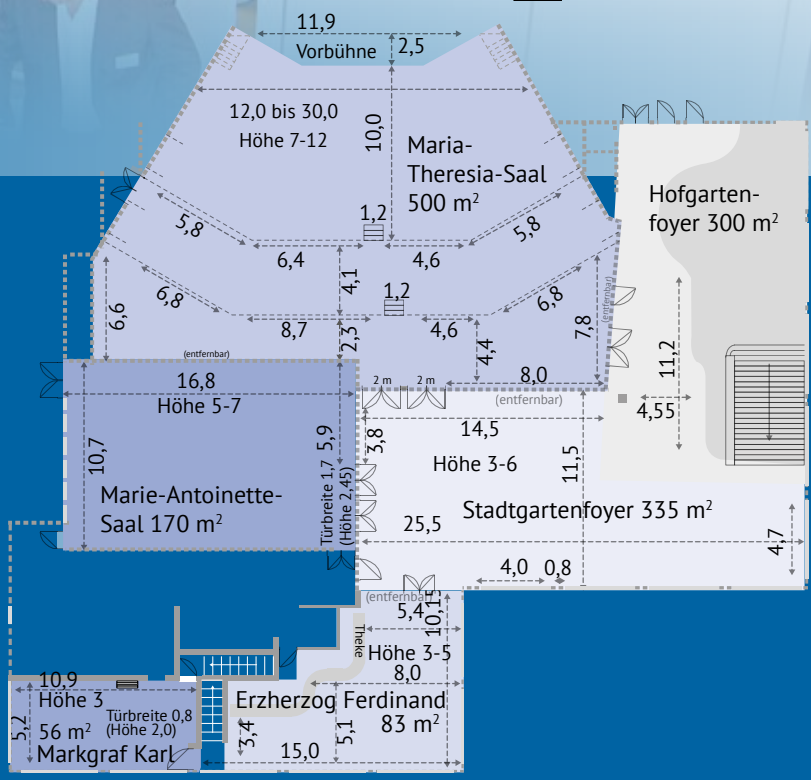 11,9
Vorbühne
2,5
12,0 bis 30,0
Höhe 7-12
10,0
Maria-
Theresia-Saal
500 m²
Hofgarten-
foyer 300 m²
5,8
1,2
5,8
6,4
4,6
4,1
6,8
1,2
6,8
6,6
8,7
4,6
2,3
4,4
7,8
(entfernbar)
11,2
(entfernbar)
8,0
2 m
2 m
(entfernbar)
4,55
16,8
Höhe 5-7
10,7
5,9
3,8
14,5
Höhe 3-6
11,5
Marie-Antoinette-
Saal 170 m²
Türbreite 1,7
(Höhe 2,45)
Stadtgartenfoyer 335 m²
25,5
4,7
4,0
0,8
(entfernbar)
5,4
10,15
Theke
Höhe 3-5
8,0
10,9
Höhe 3
5,2
56 m²
Türbreite 0,8
(Höhe 2,0)
Markgraf Karl
Erzherzog Ferdinand
83 m²
3,4
5,1
15,0